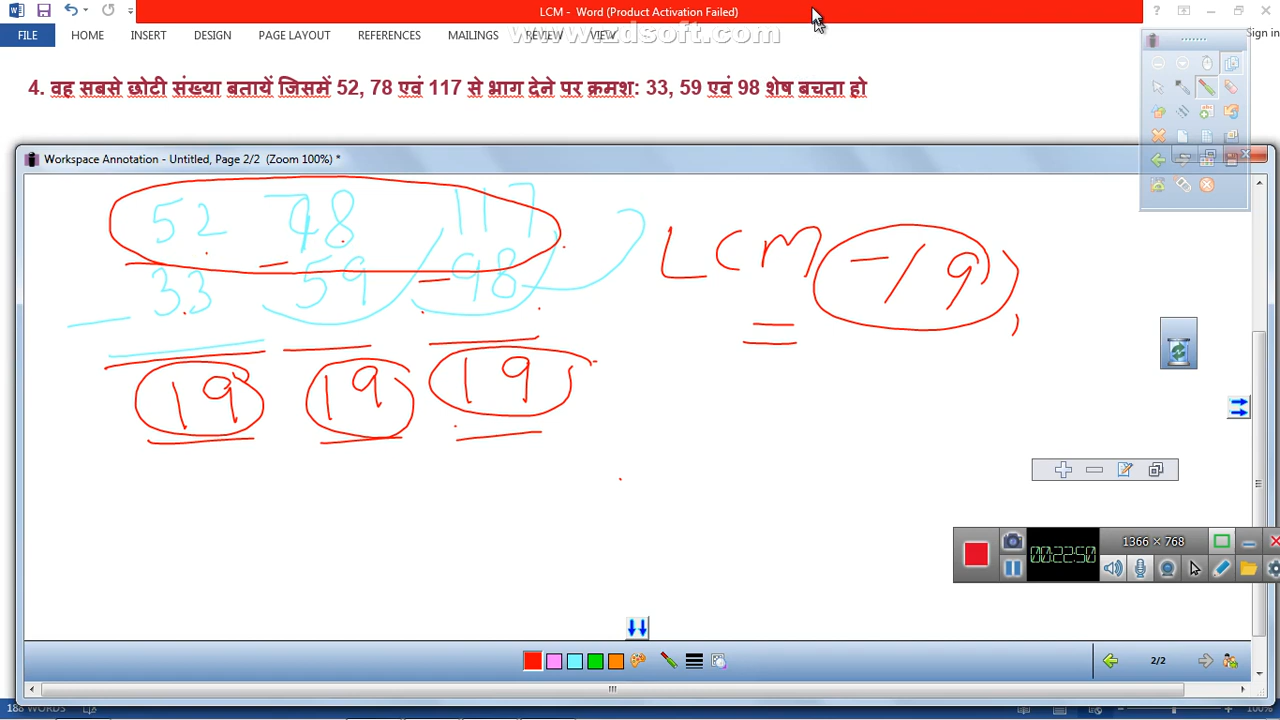 LCM - Word (Product Activation Failed)
FILE HOME INSERT DESIGN PAGE LAYOUT REFERENCES MAILINGS REVIEW VIEW Sign in
www.zdsoft.com
4. वह सबसे छोटी संख्या बतायें जिसमें 52, 78 एवं 117 से भाग देने पर क्रमश: 33, 59 एवं 98 शेष बचता हो
Workspace Annotation - Untitled, Page 2/2 (Zoom 100%) *
52 78 117
33 59 98
LCM -19
19 19 19
1366 × 768
00:22:50
2/2
188 WORDS 100%